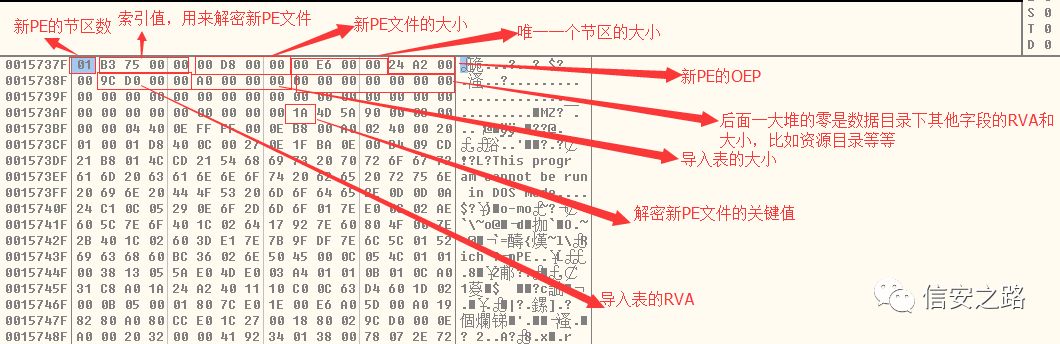 新PE的节区数
索引值，用来解密新PE文件
新PE文件的大小
唯一一个节区的大小
新PE的OEP
后面一大堆的零是数据目录下其他字段的RVA和
大小，比如资源目录等等
导入表的大小
解密新PE文件的关键值
导入表的RVA
S 0
T 0
D 0
0015737F 01 B3 75 00 00 00 D8 00 00 00 E6 00 00 24 A2 00
0015738F 00 9C D0 00 00 A0 00 00 00 00 00 00 00 00 00 00
0015739F 00 00 00 00 00 00 00 00 00 00 00 00 00 00 00 00
001573AF 00 00 00 00 00 00 00 00 00 1A 4D 5A 90 00
001573BF 00 00 04 40 0E FF FF 00 0E B8 00 A0 02 40 00 20
001573CF 01 00 01 D8 40 0C 00 27 0E 1F BA 0E 00 B4 09 CD
001573DF 21 B8 01 4C CD 21 54 68 69 73 20 70 72 6F 67 72 !?L?This progr
001573EF 61 6D 20 63 61 6E 6E 6F 74 20 62 65 20 72 75 6E am cannot be run
001573FF 20 69 6E 20 44 4F 53 20 6D 6F 64 65 2E 0D 0D 0A in DOS mode....
0015740F 24 C1 0C 05 29 0E 6F 2D 6D 6F 01 7E E0 02 AE
0015741F 60 5C 7E 6F 40 1C 02 64 17 92 7E 60 80 4F 00 7E
0015742F 2B 40 1C 02 60 3D E1 7E 7B 9F DF 7E 6C 5C 01 52
0015743F 69 63 68 60 BC 36 02 6E 50 45 00 0C 05 4C 01 01
0015744F 00 38 13 05 5A E0 4D E0 03 A4 01 01 0B 01 0C A0
0015745F 31 C8 A0 1A 24 A2 40 11 10 C0 0C 63 D4 60 1D 02
0015746F 00 0B 05 00 01 80 7C E0 1E 00 E6 A0 5D 00 A0 19
0015747F 82 80 A0 80 CC E0 1C 27 00 18 80 02 9C D0 00 0E
0015748F A0 00 20 32 00 00 41 92 34 01 38 00 78 07 2E 72
信安之路